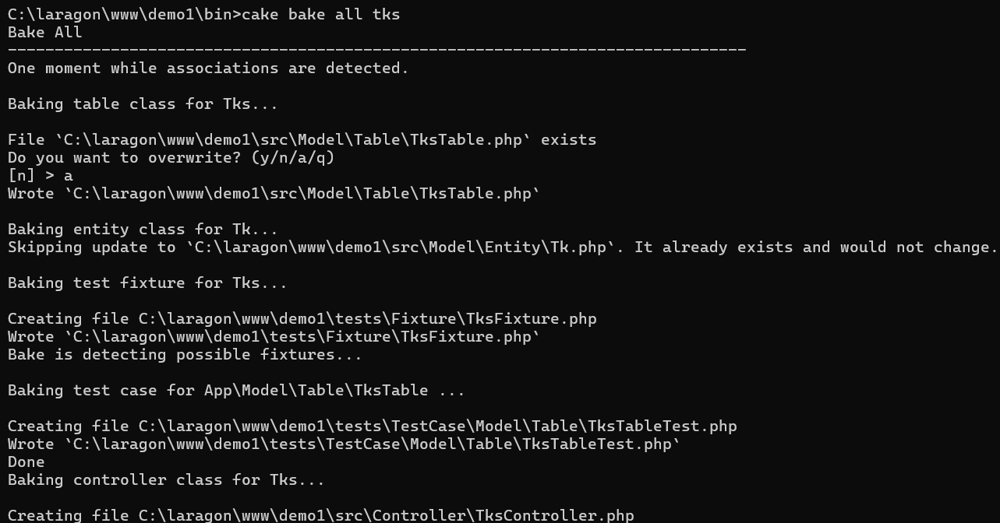 C:\laragon\www\demo1\bin>cake bake all tks
Bake All
-------------------------------------------------------------------------------
One moment while associations are detected.
Baking table class for Tks...
File `C:\laragon\www\demo1\src\Model\Table\TksTable.php` exists
Do you want to overwrite? (y/n/a/q)
[n] > a
Wrote `C:\laragon\www\demo1\src\Model\Table\TksTable.php`
Baking entity class for Tk...
Skipping update to `C:\laragon\www\demo1\src\Model\Entity\Tk.php`. It already exists and would not change.
Baking test fixture for Tks...
Creating file C:\laragon\www\demo1\tests\Fixture\TksFixture.php
Wrote `C:\laragon\www\demo1\tests\Fixture\TksFixture.php`
Bake is detecting possible fixtures...
Baking test case for App\Model\Table\TksTable ...
Creating file C:\laragon\www\demo1\tests\TestCase\Model\Table\TksTableTest.php
Wrote `C:\laragon\www\demo1\tests\TestCase\Model\Table\TksTableTest.php`
Done
Baking controller class for Tks...
Creating file C:\laragon\www\demo1\src\Controller\TksController.php